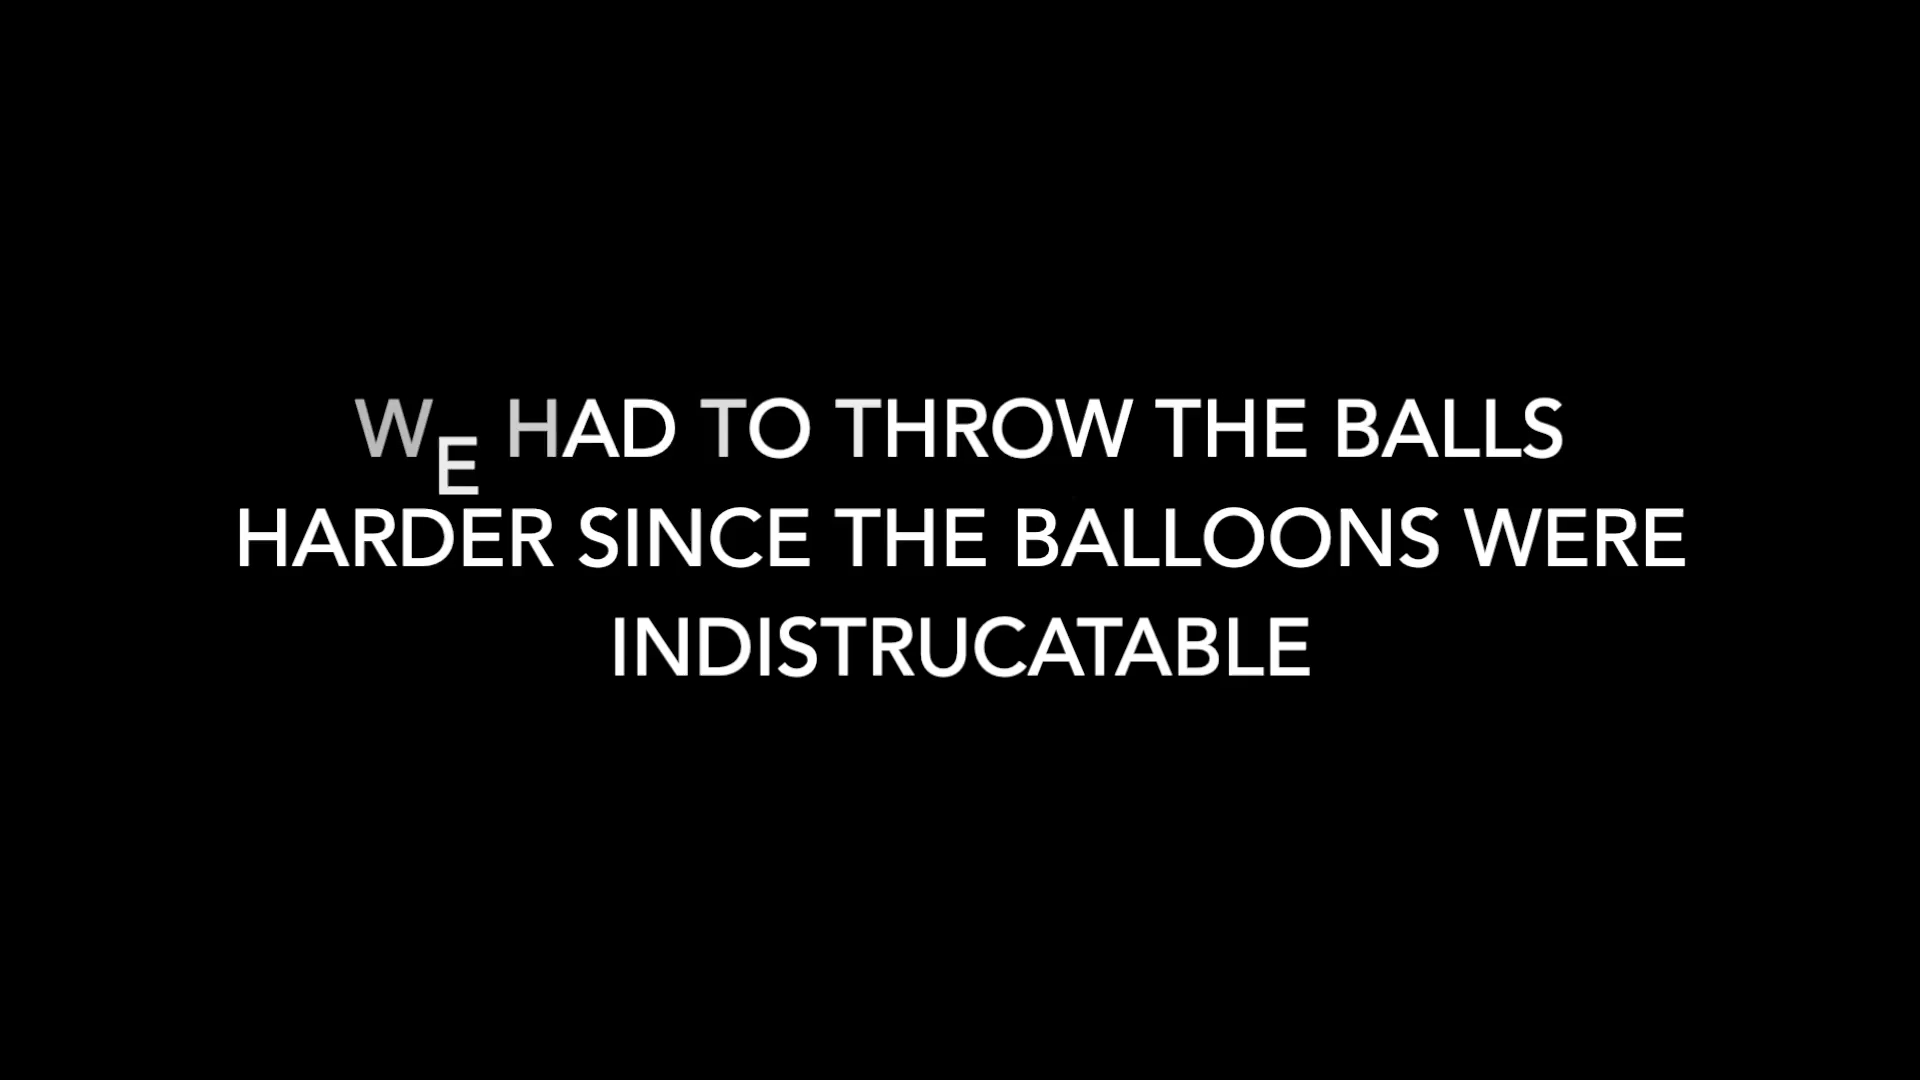 WE HAD TO THROW THE BALLS
HARDER SINCE THE BALLOONS WERE
INDISTRUCATABLE